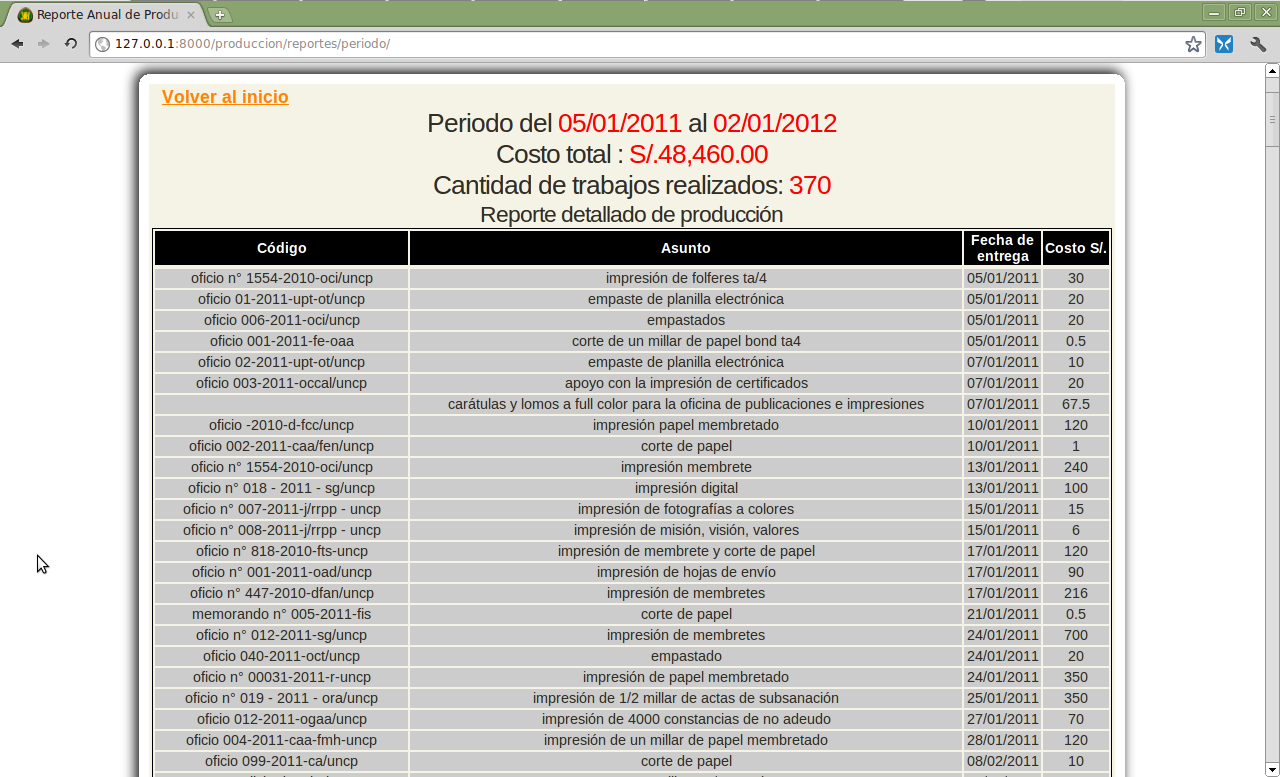 Reporte Anual de Produ
127.0.0.1:8000/produccion/reportes/periodo/
Volver al inicio
Periodo del 05/01/2011 al 02/01/2012
Costo total : S/.48,460.00
Cantidad de trabajos realizados: 370
Reporte detallado de producción
Código Asunto Fecha de entrega Costo S/.
oficio n° 1554-2010-oci/uncp impresión de folferes ta/4 05/01/2011 30
oficio 01-2011-upt-ot/uncp empaste de planilla electrónica 05/01/2011 20
oficio 006-2011-oci/uncp empastados 05/01/2011 20
oficio 001-2011-fe-oaa corte de un millar de papel bond ta4 05/01/2011 0.5
oficio 02-2011-upt-ot/uncp empaste de planilla electrónica 07/01/2011 10
oficio 003-2011-occal/uncp apoyo con la impresión de certificados 07/01/2011 20
carátulas y lomos a full color para la oficina de publicaciones e impresiones 07/01/2011 67.5
oficio -2010-d-fcc/uncp impresión papel membretado 10/01/2011 120
oficio 002-2011-caa/fen/uncp corte de papel 10/01/2011 1
oficio n° 1554-2010-oci/uncp impresión membrete 13/01/2011 240
oficio n° 018 - 2011 - sg/uncp impresión digital 13/01/2011 100
oficio n° 007-2011-j/rrpp - uncp impresión de fotografías a colores 15/01/2011 15
oficio n° 008-2011-j/rrpp - uncp impresión de misión, visión, valores 15/01/2011 6
oficio n° 818-2010-fts-uncp impresión de membrete y corte de papel 17/01/2011 120
oficio n° 001-2011-oad/uncp impresión de hojas de envío 17/01/2011 90
oficio n° 447-2010-dfan/uncp impresión de membretes 17/01/2011 216
memorando n° 005-2011-fis corte de papel 21/01/2011 0.5
oficio n° 012-2011-sg/uncp impresión de membretes 24/01/2011 700
oficio 040-2011-oct/uncp empastado 24/01/2011 20
oficio n° 00031-2011-r-uncp impresión de papel membretado 24/01/2011 350
oficio n° 019 - 2011 - ora/uncp impresión de 1/2 millar de actas de subsanación 25/01/2011 350
oficio 012-2011-ogaa/uncp impresión de 4000 constancias de no adeudo 27/01/2011 70
oficio 004-2011-caa-fmh-uncp impresión de un millar de papel membretado 28/01/2011 120
oficio 099-2011-ca/uncp corte de papel 08/02/2011 10